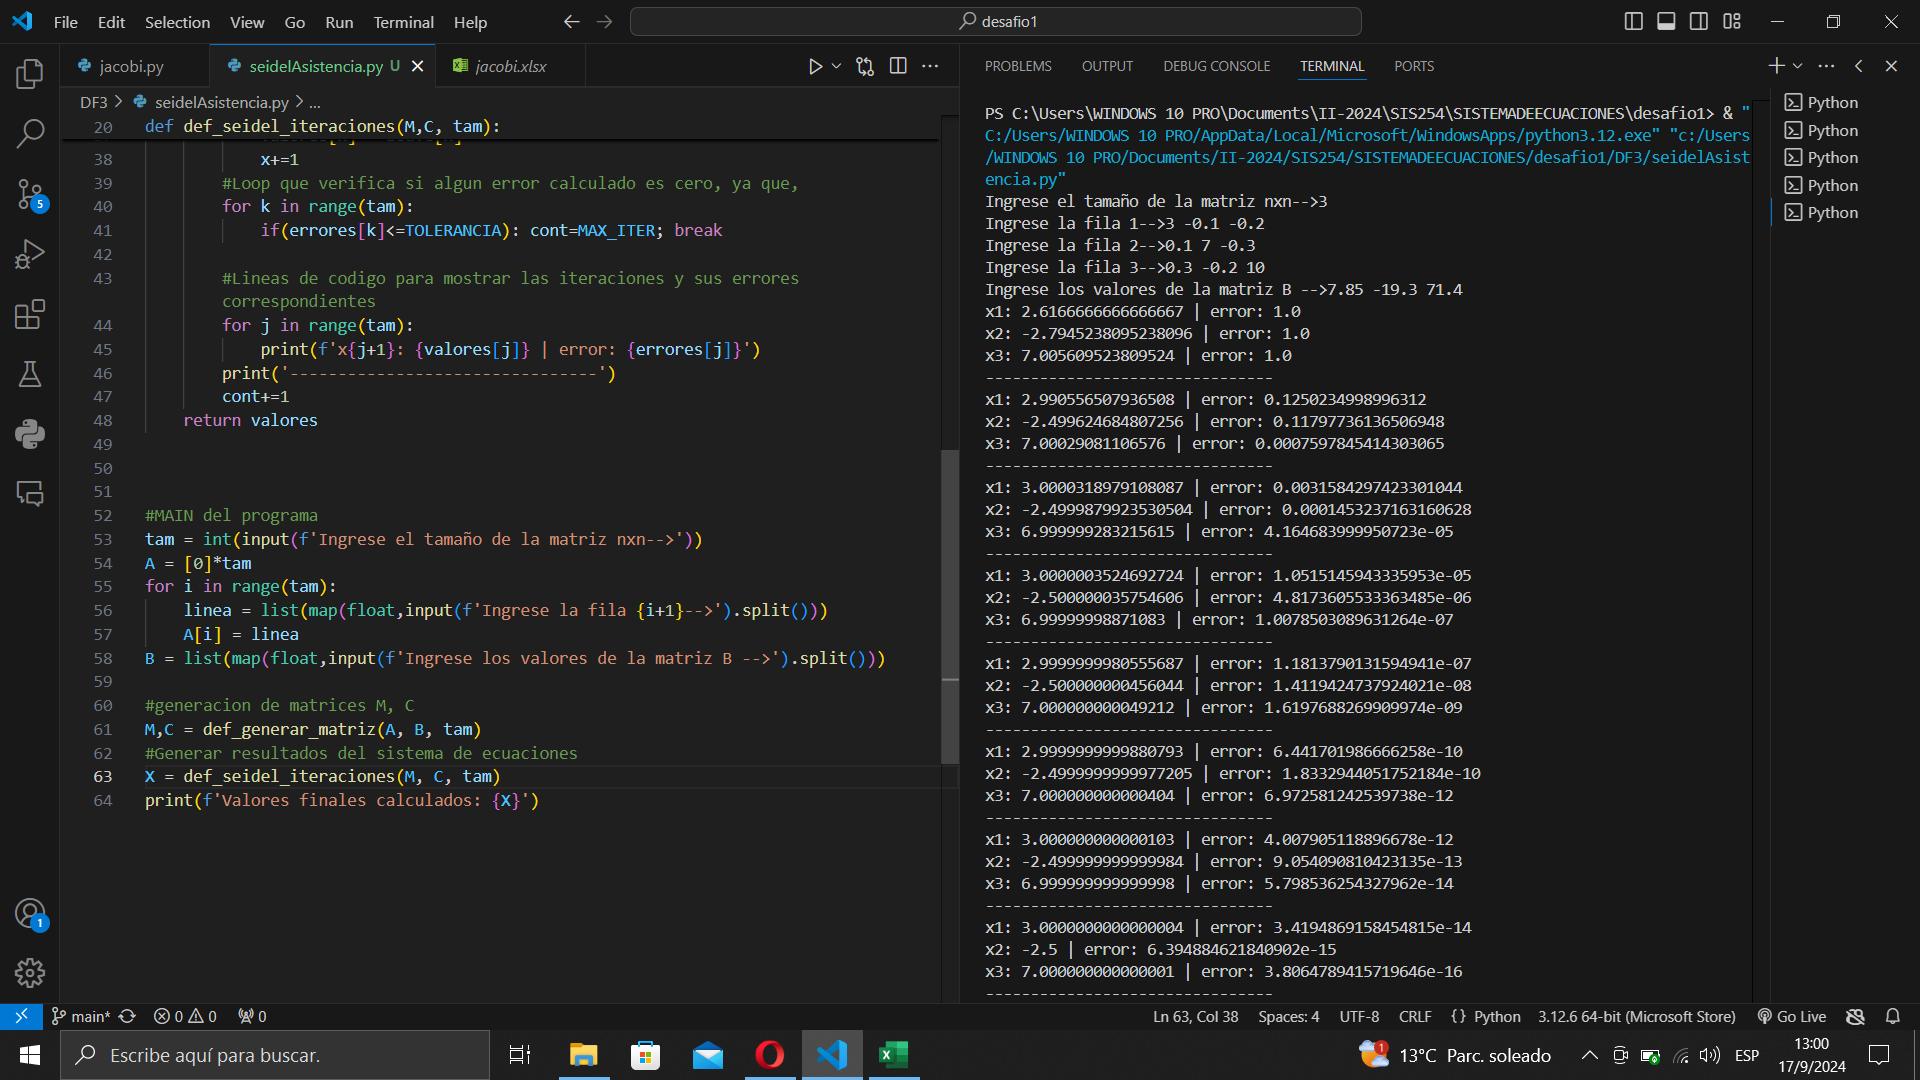 File Edit Selection View Go Run Terminal Help
desafio1
jacobi.py
seidelAsistencia.py U
jacobi.xlsx
DF3 > seidelAsistencia.py > ...
20 def def_seidel_iteraciones(M,C, tam):
38 x+=1
39 #Loop que verifica si algun error calculado es cero, ya que,
40 for k in range(tam):
41 if(errores[k]<=TOLERANCIA): cont=MAX_ITER; break
42
43 #Lineas de codigo para mostrar las iteraciones y sus errores
correspondientes
44 for j in range(tam):
45 print(f'x{j+1}: {valores[j]} | error: {errores[j]}')
46 print('--------------------------------')
47 cont+=1
48 return valores
49
50
51
52 #MAIN del programa
53 tam = int(input(f'Ingrese el tamaño de la matriz nxn-->'))
54 A = [0]*tam
55 for i in range(tam):
56 linea = list(map(float,input(f'Ingrese la fila {i+1}-->').split()))
57 A[i] = linea
58 B = list(map(float,input(f'Ingrese los valores de la matriz B -->').split()))
59
60 #generacion de matrices M, C
61 M,C = def_generar_matriz(A, B, tam)
62 #Generar resultados del sistema de ecuaciones
63 X = def_seidel_iteraciones(M, C, tam)
64 print(f'Valores finales calculados: {X}')
PROBLEMS OUTPUT DEBUG CONSOLE TERMINAL PORTS
PS C:\Users\WINDOWS 10 PRO\Documents\II-2024\SIS254\SISTEMADEECUACIONES\desafio1> & "
C:/Users/WINDOWS 10 PRO/AppData/Local/Microsoft/WindowsApps/python3.12.exe" "c:/Users
/WINDOWS 10 PRO/Documents/II-2024/SIS254/SISTEMADEECUACIONES/desafio1/DF3/seidelAsist
encia.py"
Ingrese el tamaño de la matriz nxn-->3
Ingrese la fila 1-->3 -0.1 -0.2
Ingrese la fila 2-->0.1 7 -0.3
Ingrese la fila 3-->0.3 -0.2 10
Ingrese los valores de la matriz B -->7.85 -19.3 71.4
x1: 2.6166666666666667 | error: 1.0
x2: -2.7945238095238096 | error: 1.0
x3: 7.005609523809524 | error: 1.0
--------------------------------
x1: 2.990556507936508 | error: 0.1250234998996312
x2: -2.499624684807256 | error: 0.11797736136506948
x3: 7.00029081106576 | error: 0.0007597845414303065
--------------------------------
x1: 3.0000318979108087 | error: 0.0031584297423301044
x2: -2.4999879923530504 | error: 0.0001453237163160628
x3: 6.999999283215615 | error: 4.164683999950723e-05
--------------------------------
x1: 3.0000003524692724 | error: 1.0515145943335953e-05
x2: -2.500000035754606 | error: 4.8173605533363485e-06
x3: 6.99999998871083 | error: 1.0078503089631264e-07
--------------------------------
x1: 2.9999999980555687 | error: 1.1813790131594941e-07
x2: -2.500000000456044 | error: 1.4119424737924021e-08
x3: 7.000000000049212 | error: 1.6197688269909974e-09
--------------------------------
x1: 2.9999999999880793 | error: 6.441701986666258e-10
x2: -2.4999999999977205 | error: 1.8332944051752184e-10
x3: 7.000000000000404 | error: 6.972581242539738e-12
--------------------------------
x1: 3.000000000000103 | error: 4.007905118896678e-12
x2: -2.499999999999984 | error: 9.054090810423135e-13
x3: 6.999999999999998 | error: 5.798536254327962e-14
--------------------------------
x1: 3.0000000000000004 | error: 3.4194869158454815e-14
x2: -2.5 | error: 6.394884621840902e-15
x3: 7.000000000000001 | error: 3.8064789415719646e-16
--------------------------------
Python
Python
Python
Python
Python
5
1
main* 0 0 0
Ln 63, Col 38 Spaces: 4 UTF-8 CRLF {} Python 3.12.6 64-bit (Microsoft Store) Go Live
Escribe aquí para buscar.
1
13°C Parc. soleado
ESP
13:00
17/9/2024